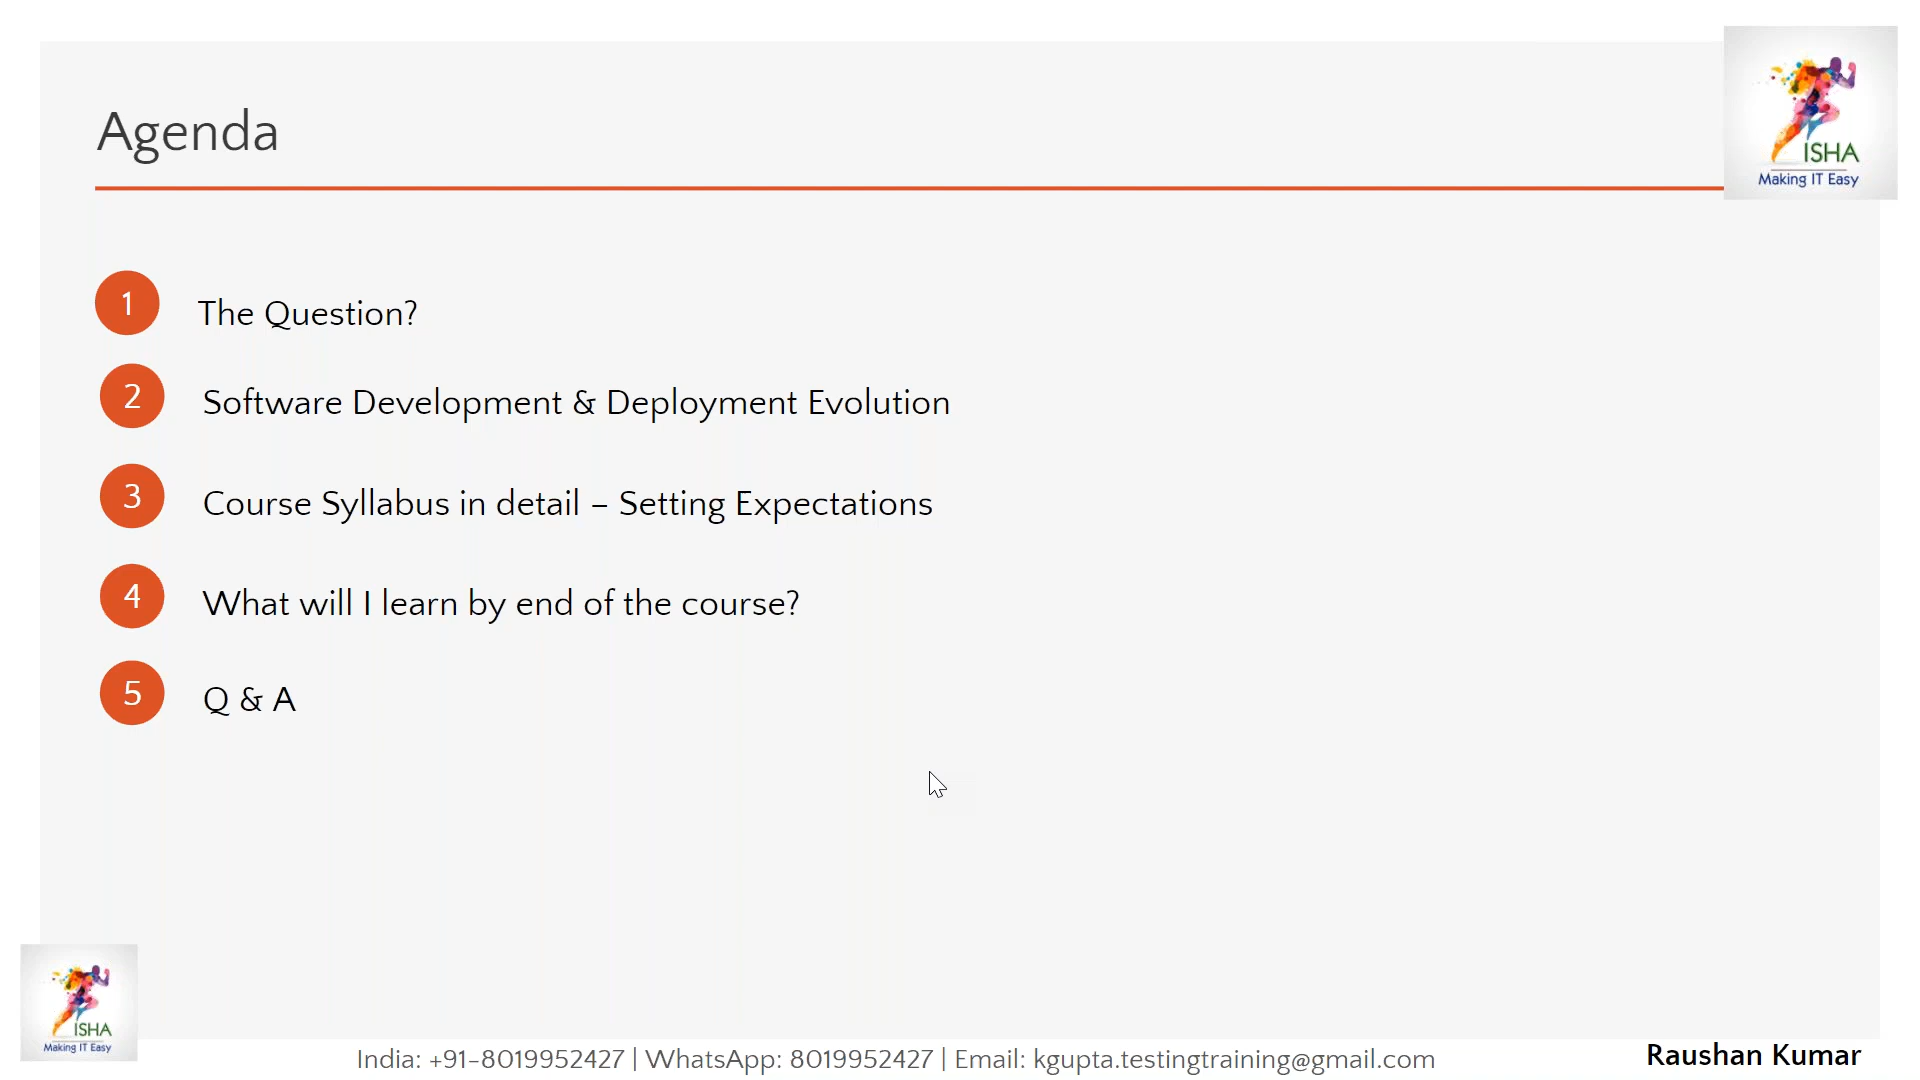 Agenda
ISHA
Making IT Easy
1 The Question?
2 Software Development & Deployment Evolution
3 Course Syllabus in detail – Setting Expectations
4 What will I learn by end of the course?
5 Q & A
ISHA
Making IT Easy
India: +91-8019952427 | WhatsApp: 8019952427 | Email: kgupta.testingtraining@gmail.com
Raushan Kumar